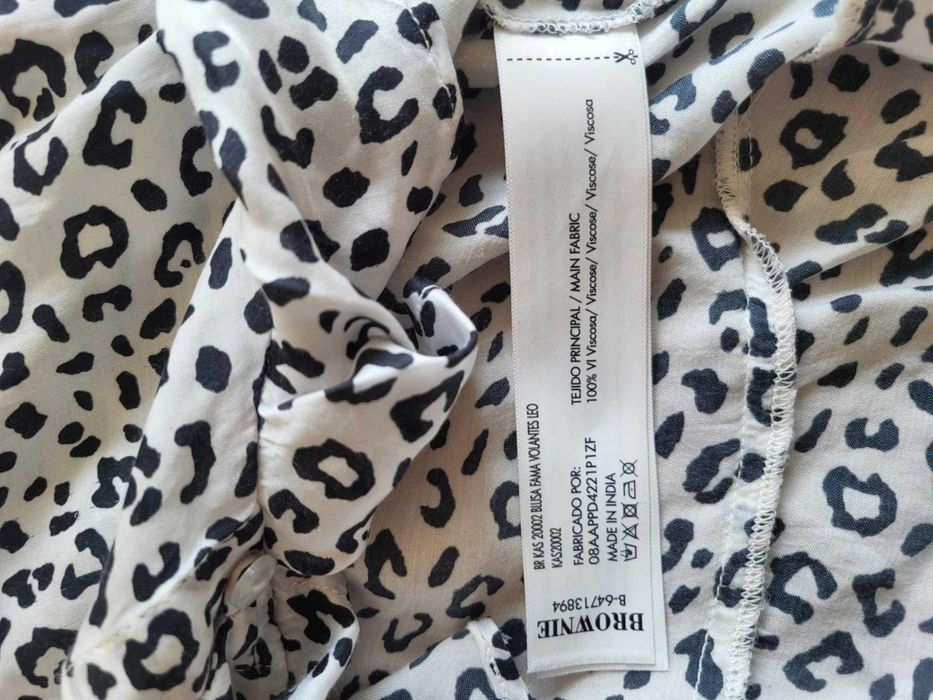 BROWNIE
B-64713894
BR KAS 20002 BLUSA FAMA VOLANTES LEO
KAS20002
FABRICADO POR:
08AAPPD4221P1ZF
MADE IN INDIA
TEJIDO PRINCIPAL / MAIN FABRIC
100% VI Viscosa/ Viscose/ Viscose/ Viscose/ Viscosa